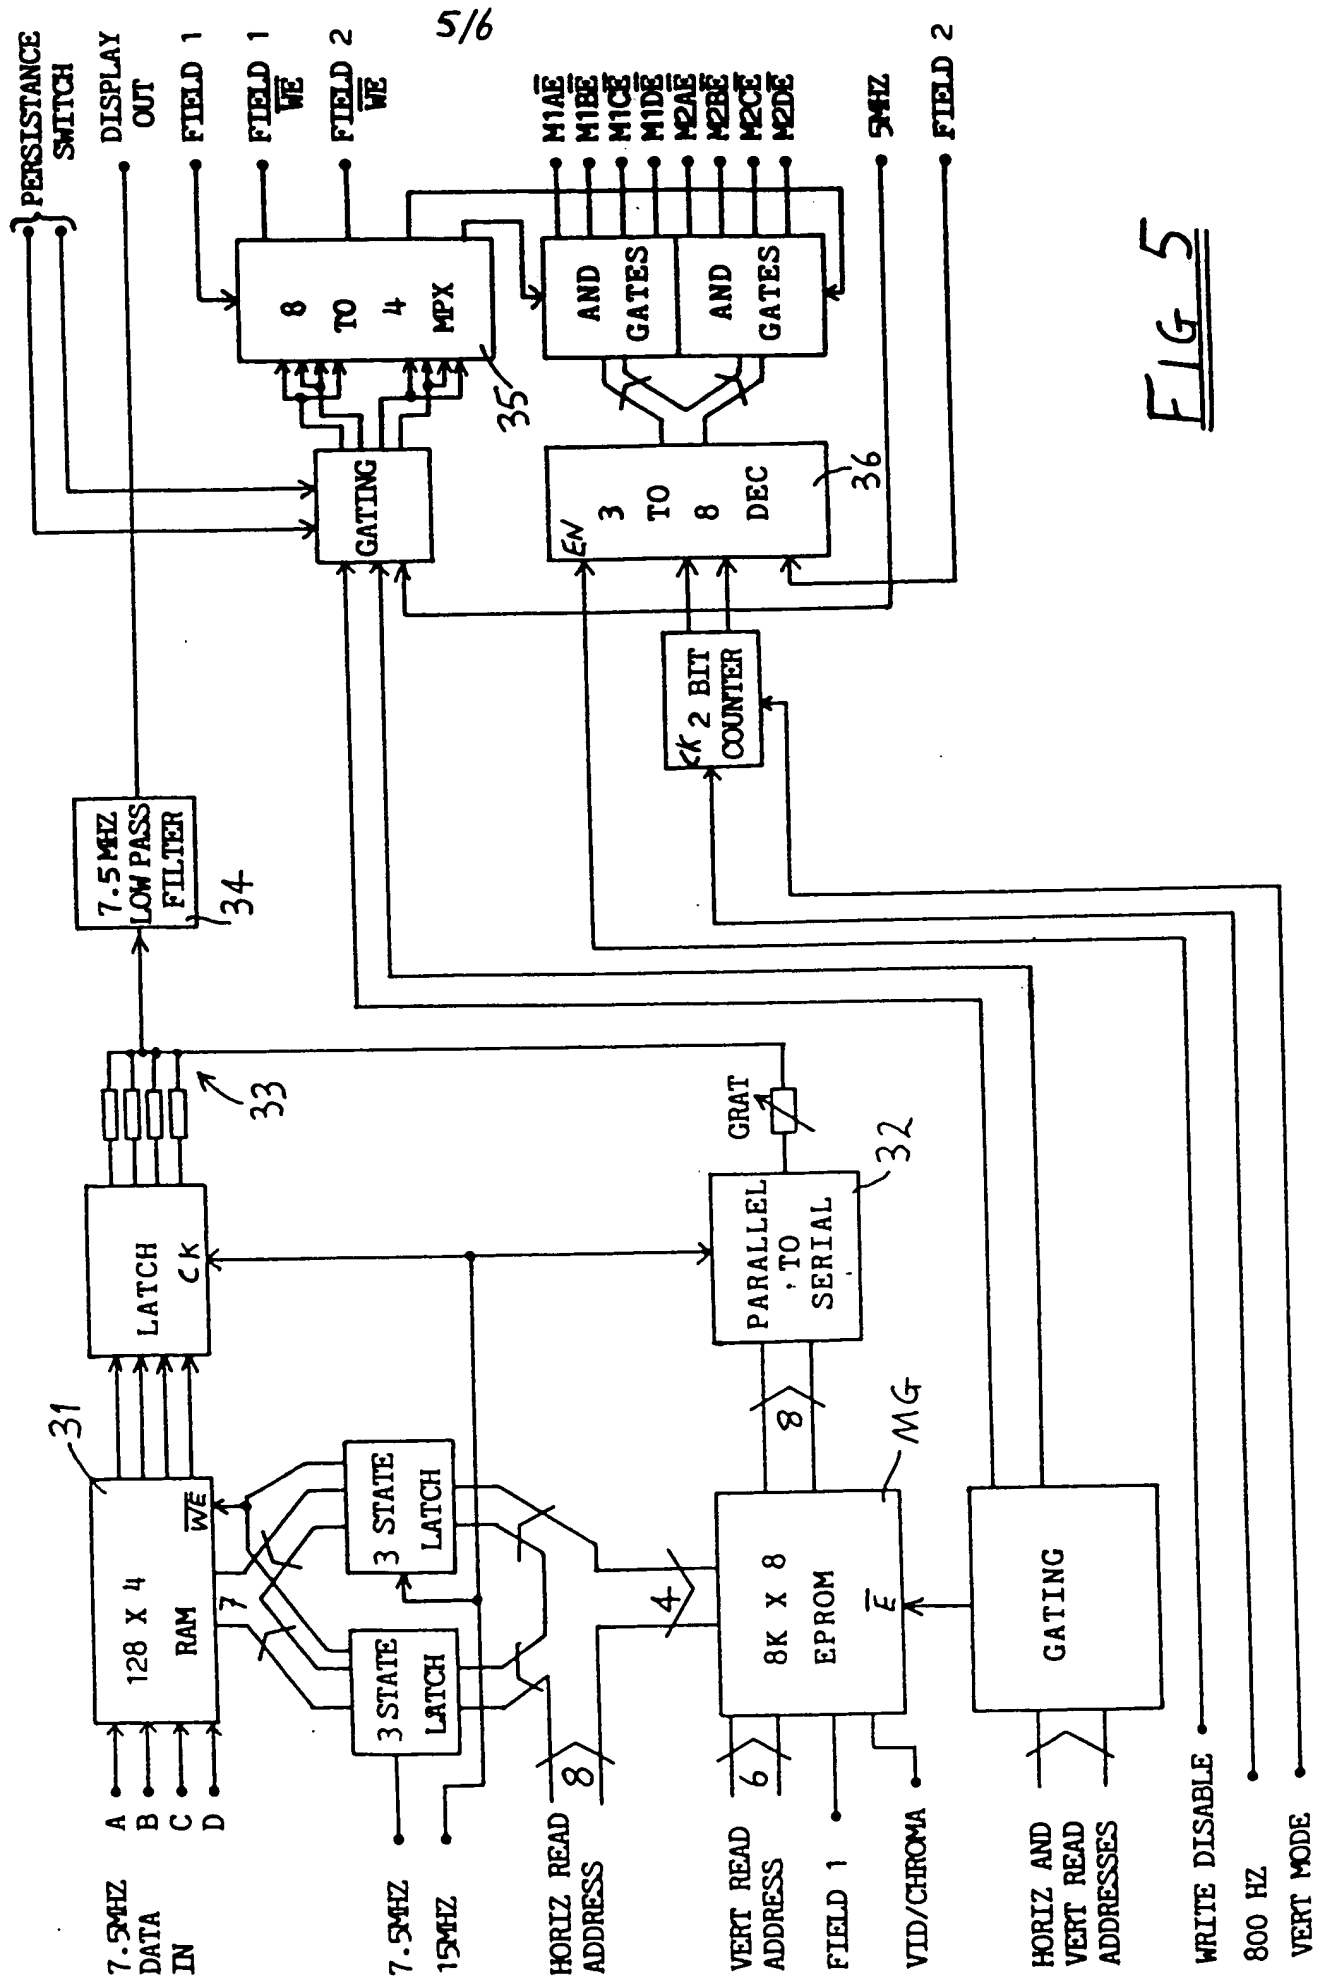 5/6
7.5MHZ
DATA
IN
A
B
C
D
128 X 4
RAM
WE
31
LATCH
CK
33
7.5MHZ
LOW PASS
FILTER
34
PERSISTANCE
SWITCH
DISPLAY
OUT
FIELD 1
FIELD 1
WE
FIELD 2
WE
7
3 STATE
LATCH
3 STATE
LATCH
7.5MHZ
15MHZ
GATING
8
TO
4
MPX
35
HORIZ READ
ADDRESS
8
4
AND
GATES
AND
GATES
M1AE
M1BE
M1CE
M1DE
M2AE
M2BE
M2CE
M2DE
EN
3
TO
8
DEC
36
CK 2 BIT
COUNTER
5MHZ
FIELD 2
VERT READ
ADDRESS
6
FIELD 1
VID/CHROMA
8K X 8
EPROM
E
MG
8
PARALLEL
TO
SERIAL
32
GRAT
HORIZ AND
VERT READ
ADDRESSES
GATING
WRITE DISABLE
800 HZ
VERT MODE
FIG 5